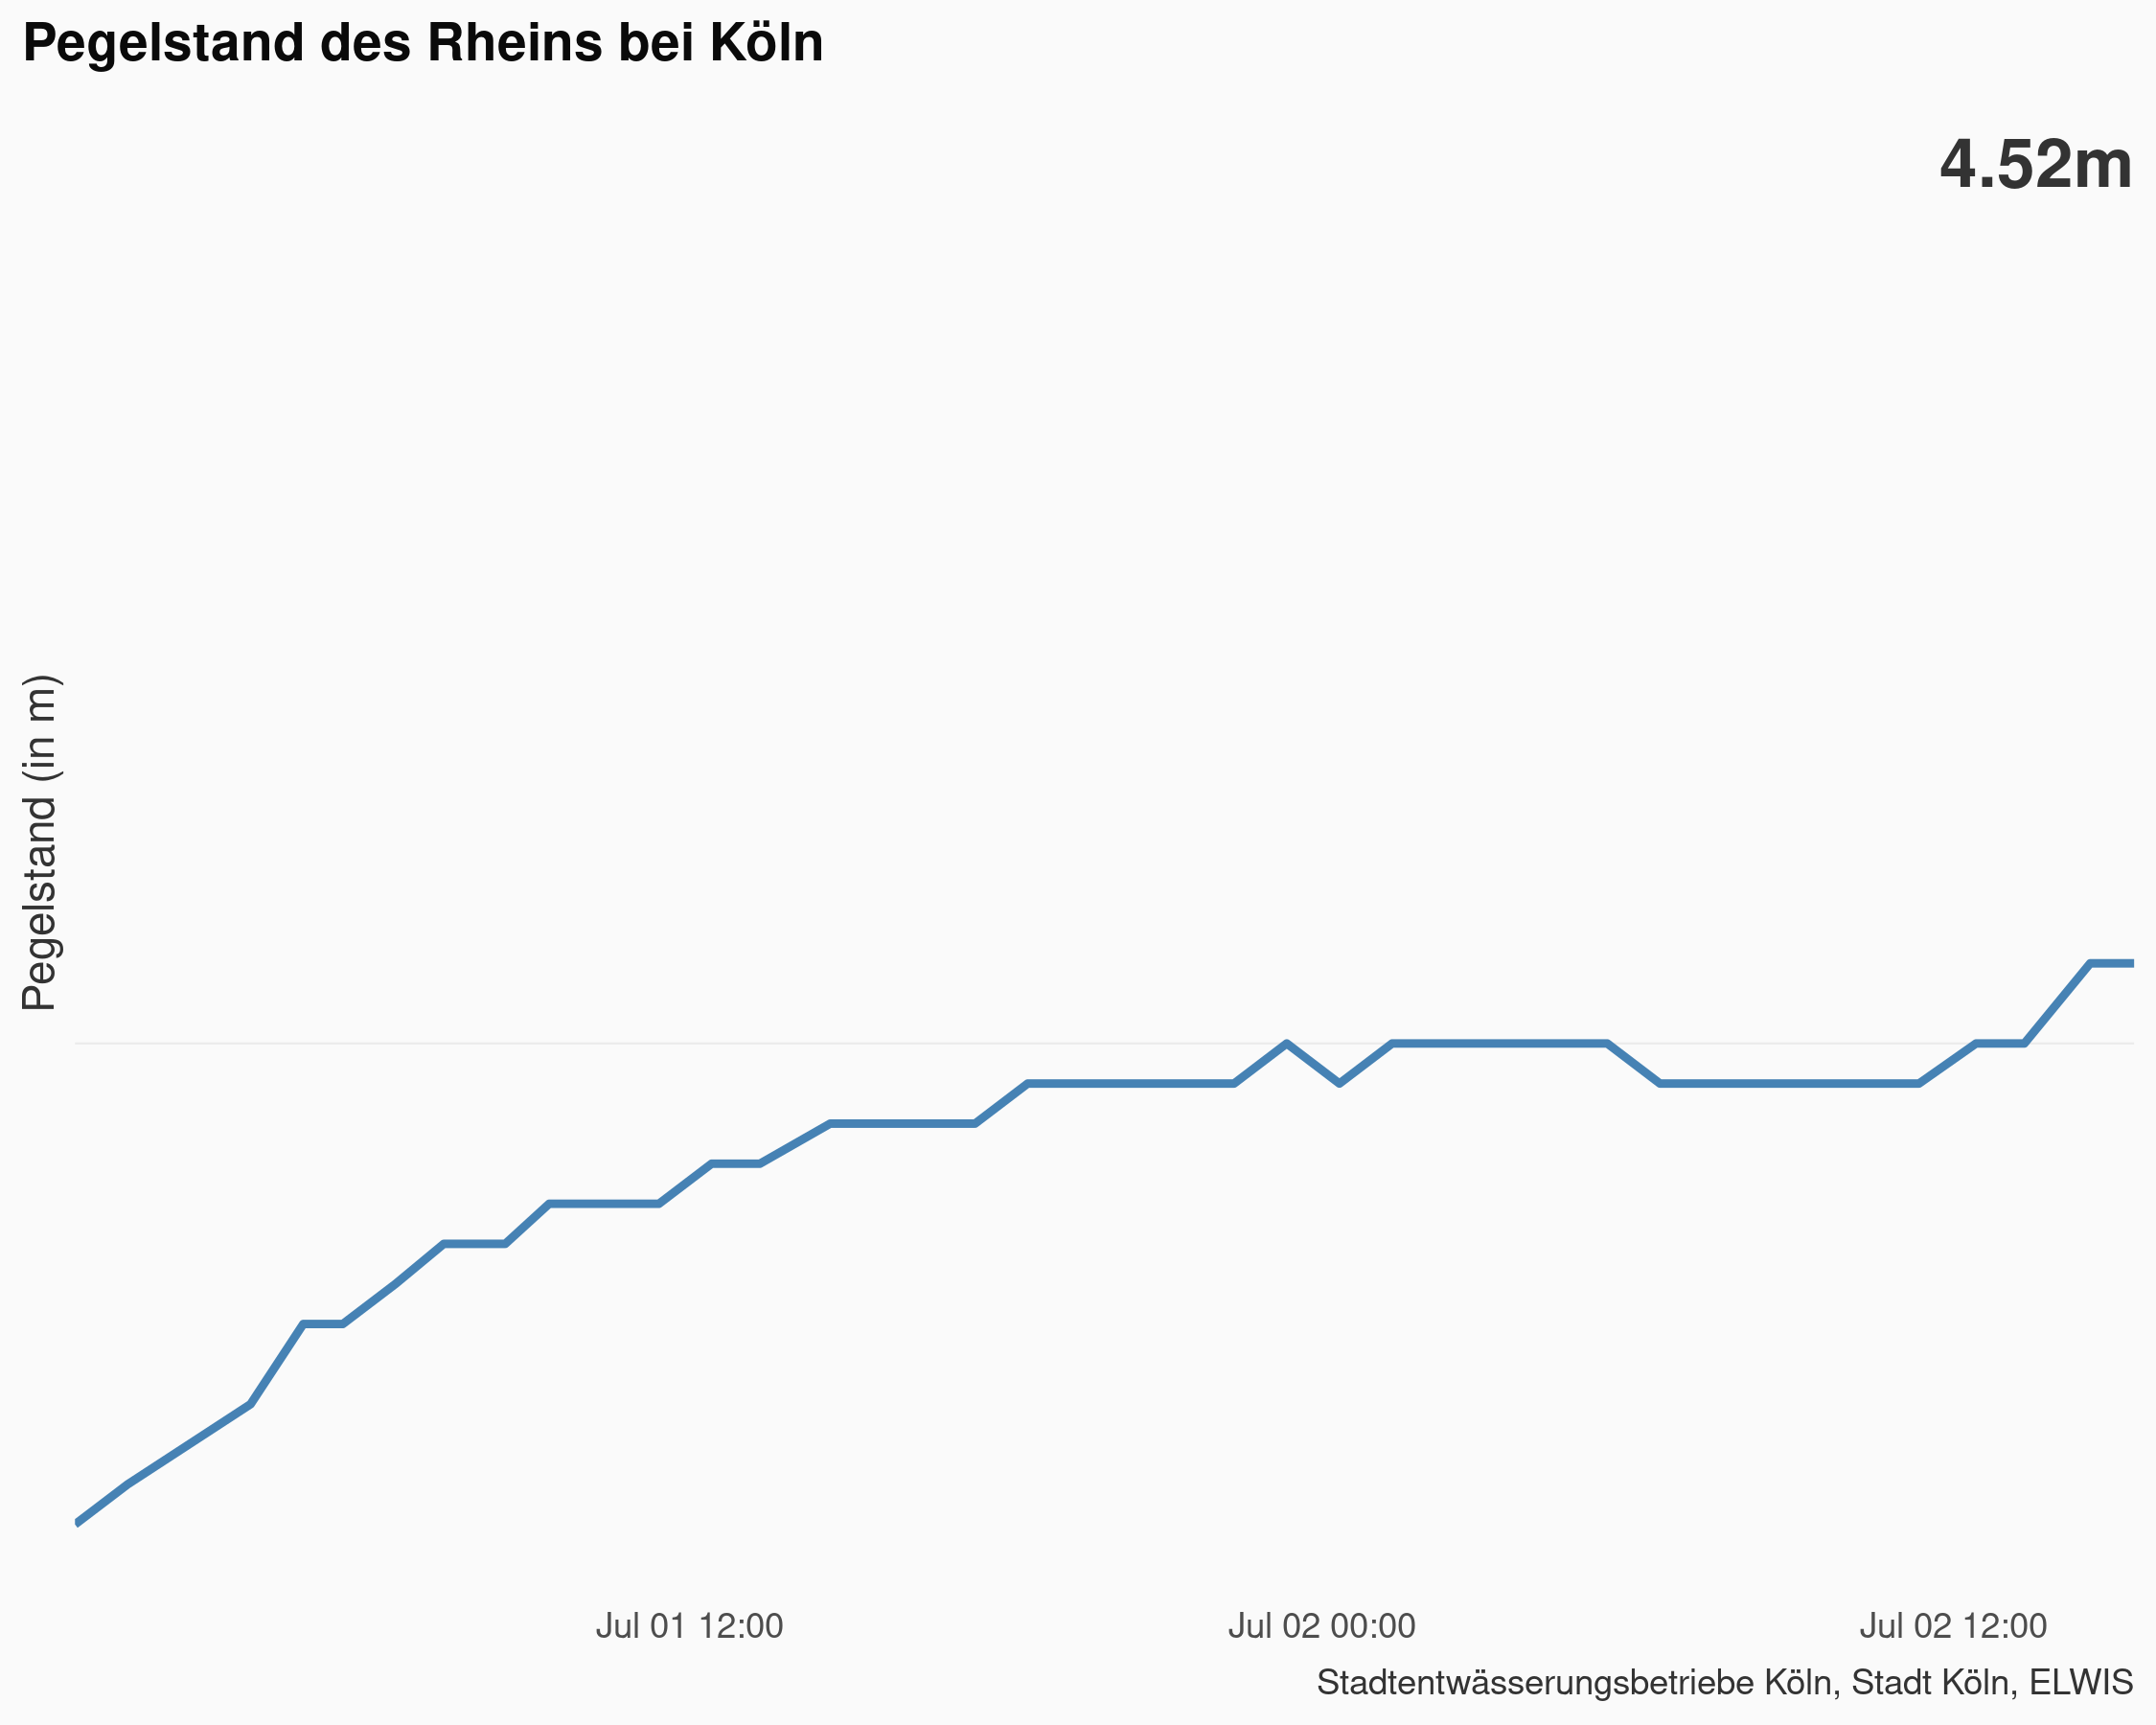 Pegelstand des Rheins bei Köln
4.52m
Pegelstand (in m)
Jul 01 12:00
Jul 02 00:00
Jul 02 12:00
Stadtentwässerungsbetriebe Köln, Stadt Köln, ELWIS